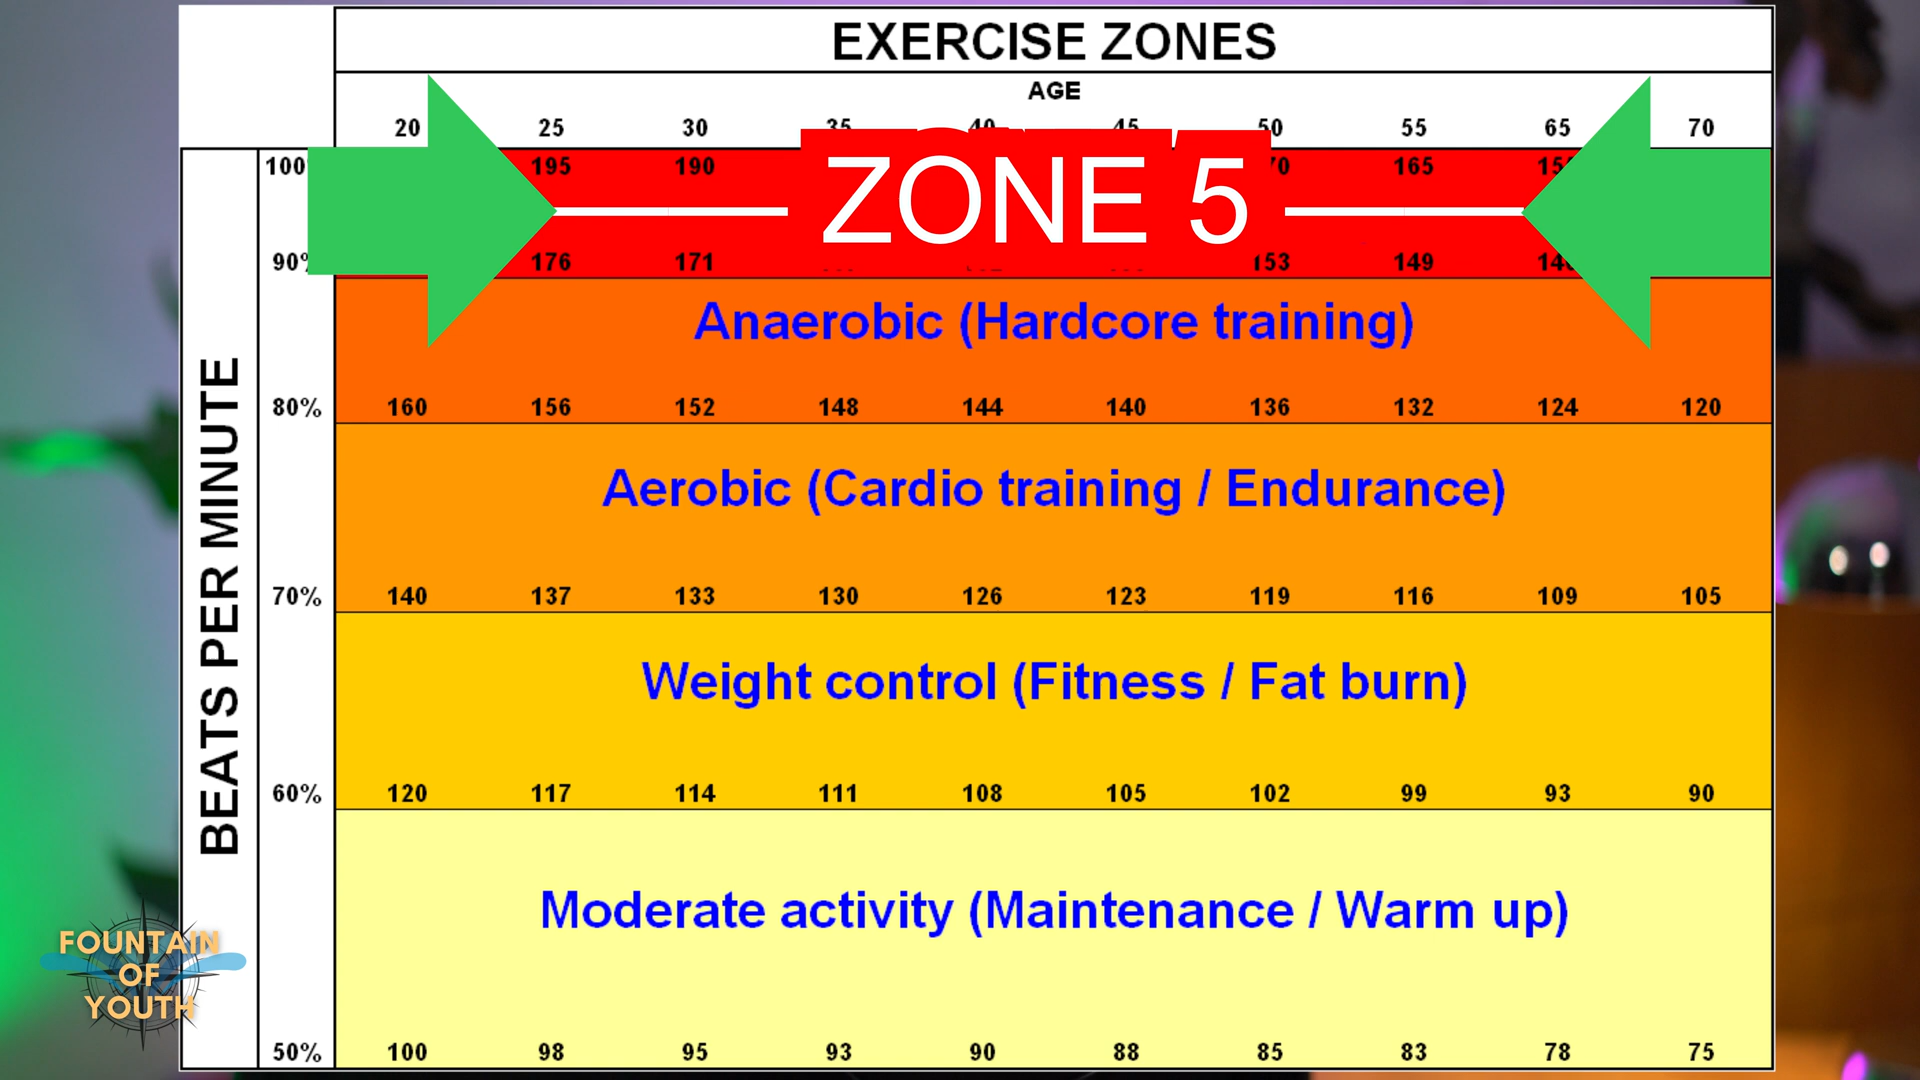 EXERCISE ZONES
AGE
20 25 30 35 40 45 50 55 65 70
BEATS PER MINUTE
195 190 ZONE 5 165
90% 176 171 153 149
Anaerobic (Hardcore training)
80% 160 156 152 148 144 140 136 132 124 120
Aerobic (Cardio training / Endurance)
70% 140 137 133 130 126 123 119 116 109 105
Weight control (Fitness / Fat burn)
60% 120 117 114 111 108 105 102 99 93 90
Moderate activity (Maintenance / Warm up)
50% 100 98 95 93 90 88 85 83 78 75
FOUNTAIN
OF
YOUTH